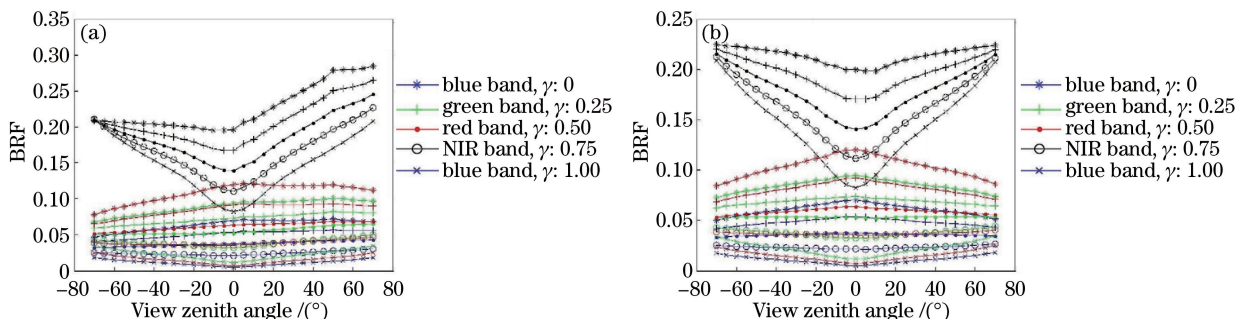 (a)
BRF
0.35
0.30
0.25
0.20
0.15
0.10
0.05
0
−80 −60 −40 −20 0 20 40 60 80
View zenith angle /(°)
blue band, γ: 0
green band, γ: 0.25
red band, γ: 0.50
NIR band, γ: 0.75
blue band, γ: 1.00
(b)
BRF
0.25
0.20
0.15
0.10
0.05
0
−80 −60 −40 −20 0 20 40 60 80
View zenith angle /(°)
blue band, γ: 0
green band, γ: 0.25
red band, γ: 0.50
NIR band, γ: 0.75
blue band, γ: 1.00